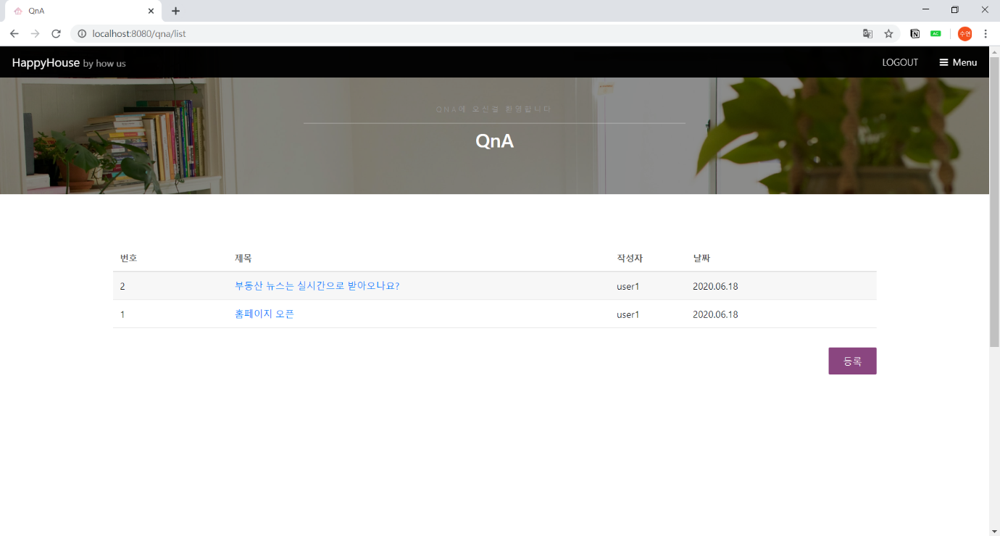 QnA
localhost:8080/qna/list
수연
HappyHouse by how us
LOGOUT
Menu
QNA에 오신걸 환영합니다
QnA
번호 제목 작성자 날짜
2 부동산 뉴스는 실시간으로 받아오나요? user1 2020.06.18
1 홈페이지 오픈 user1 2020.06.18
등록